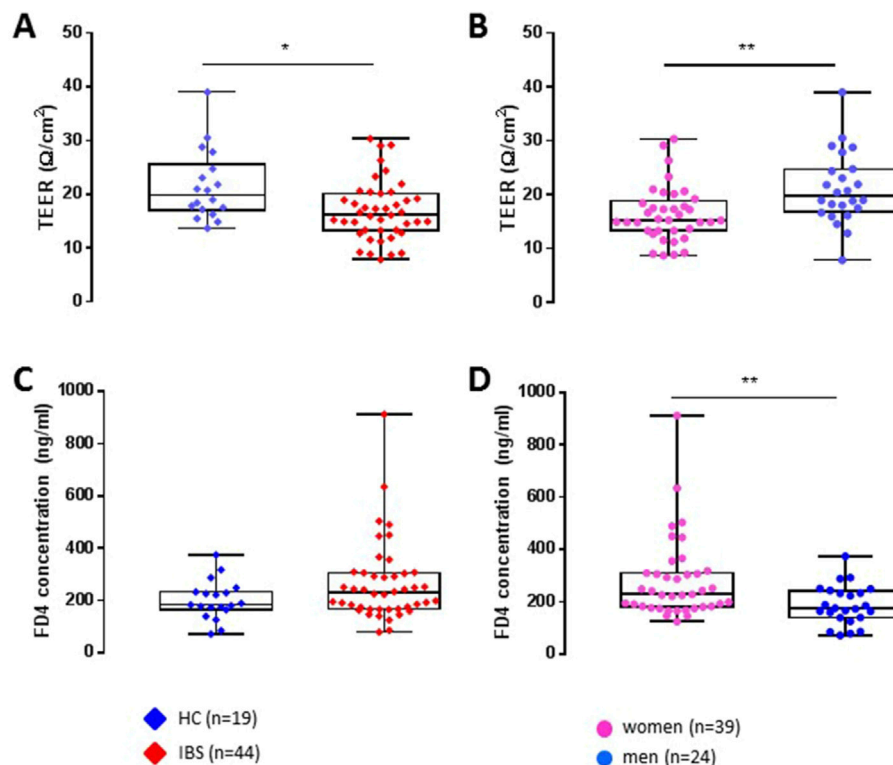 A
B
*
**
50
40
30
20
10
0
TEER (Ω/cm²)
50
40
30
20
10
0
TEER (Ω/cm²)
C
D
**
1000
800
600
400
200
0
FD4 concentration (ng/ml)
1000
800
600
400
200
0
FD4 concentration (ng/ml)
HC (n=19)
IBS (n=44)
women (n=39)
men (n=24)